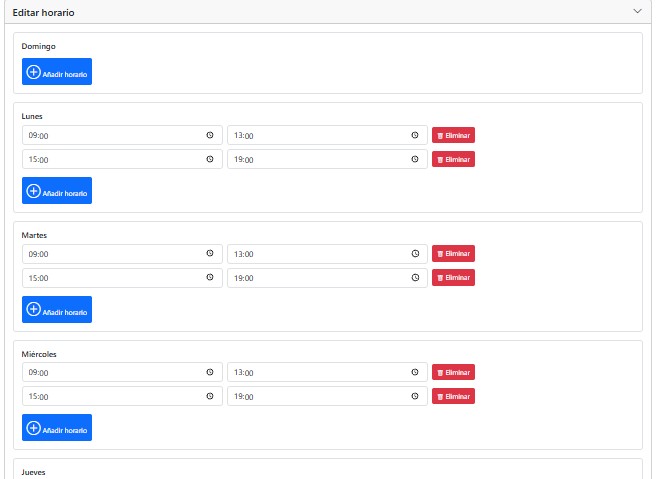 Editar horario
Domingo
Añadir horario
Lunes
09:00 13:00 Eliminar
15:00 19:00 Eliminar
Añadir horario
Martes
09:00 13:00 Eliminar
15:00 19:00 Eliminar
Añadir horario
Miércoles
09:00 13:00 Eliminar
15:00 19:00 Eliminar
Añadir horario
Jueves